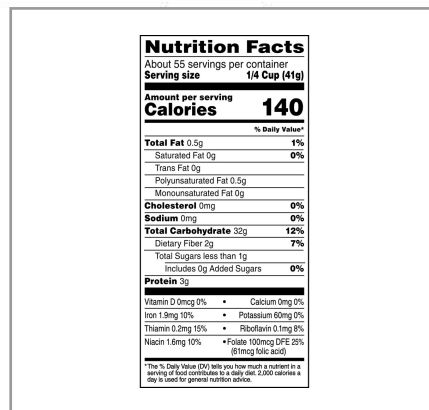 Nutrition Facts
About 55 servings per container
Serving size 1/4 Cup (41g)
Amount per serving
Calories 140
% Daily Value*
Total Fat 0.5g 1%
Saturated Fat 0g 0%
Trans Fat 0g
Polyunsaturated Fat 0.5g
Monounsaturated Fat 0g
Cholesterol 0mg 0%
Sodium 0mg 0%
Total Carbohydrate 32g 12%
Dietary Fiber 2g 7%
Total Sugars less than 1g
Includes 0g Added Sugars 0%
Protein 3g
Vitamin D 0mcg 0% • Calcium 0mg 0%
Iron 1.9mg 10% • Potassium 60mg 0%
Thiamin 0.2mg 15% • Riboflavin 0.1mg 8%
Niacin 1.6mg 10% • Folate 100mcg DFE 25%
(61mcg folic acid)
*The % Daily Value (DV) tells you how much a nutrient in a
serving of food contributes to a daily diet. 2,000 calories a
day is used for general nutrition advice.